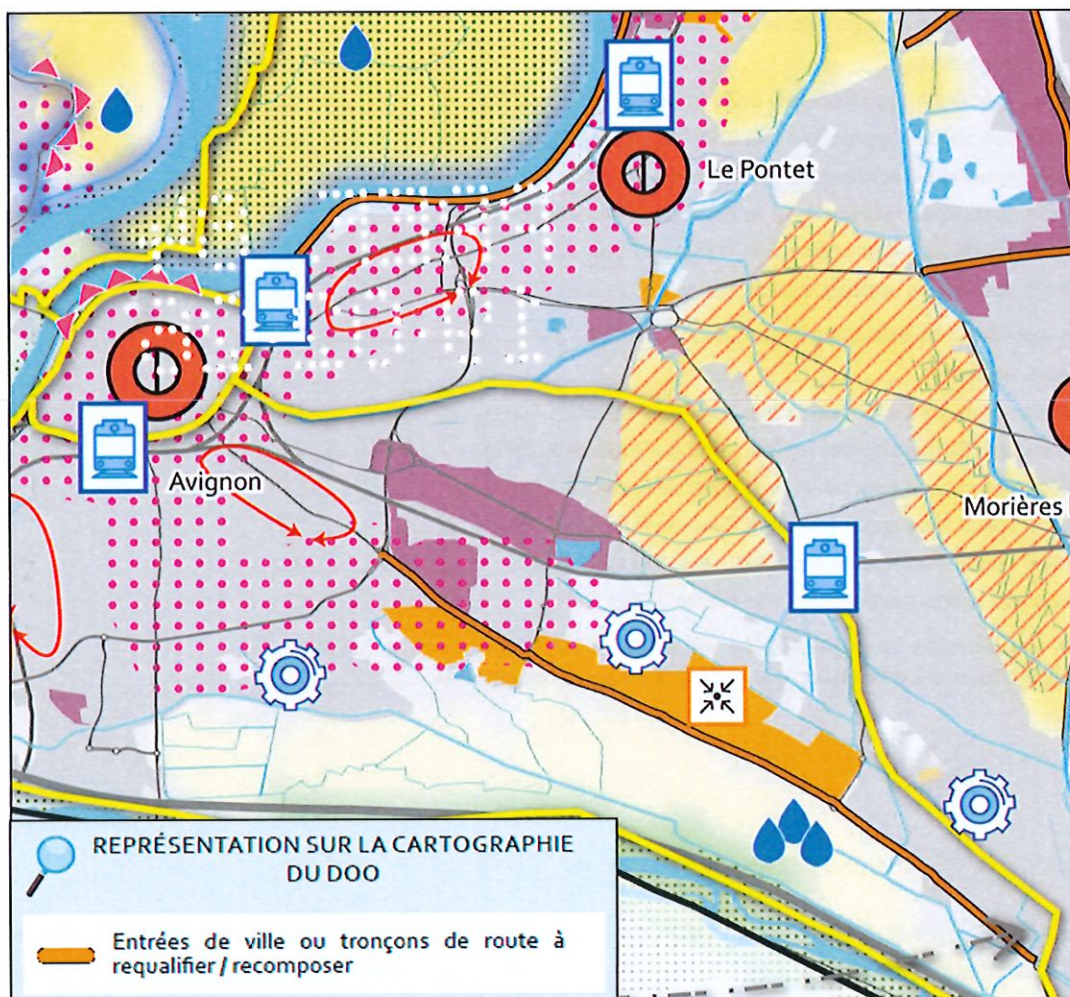 Le Pontet
Avignon
Morières
REPRÉSENTATION SUR LA CARTOGRAPHIE
DU DOO
Entrées de ville ou tronçons de route à
requalifier / recomposer